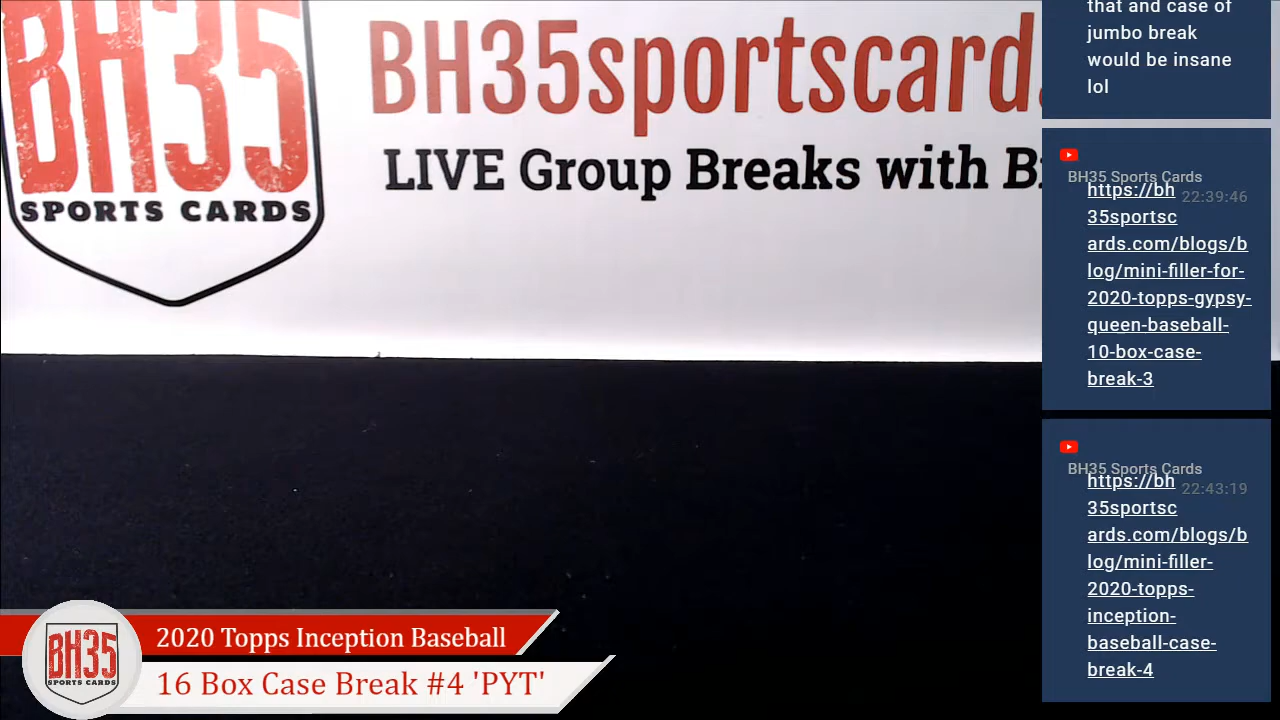 BH35
SPORTS CARDS
BH35sportscard
LIVE Group Breaks with
that and case of
jumbo break
would be insane
lol
BH35 Sports Cards
22:39:46
https://bh
35sportsc
ards.com/blogs/b
log/mini-filler-for-
2020-topps-gypsy-
queen-baseball-
10-box-case-
break-3
BH35 Sports Cards
22:43:19
https://bh
35sportsc
ards.com/blogs/b
log/mini-filler-
2020-topps-
inception-
baseball-case-
break-4
BH35
SPORTS CARDS
2020 Topps Inception Baseball
16 Box Case Break #4 'PYT'